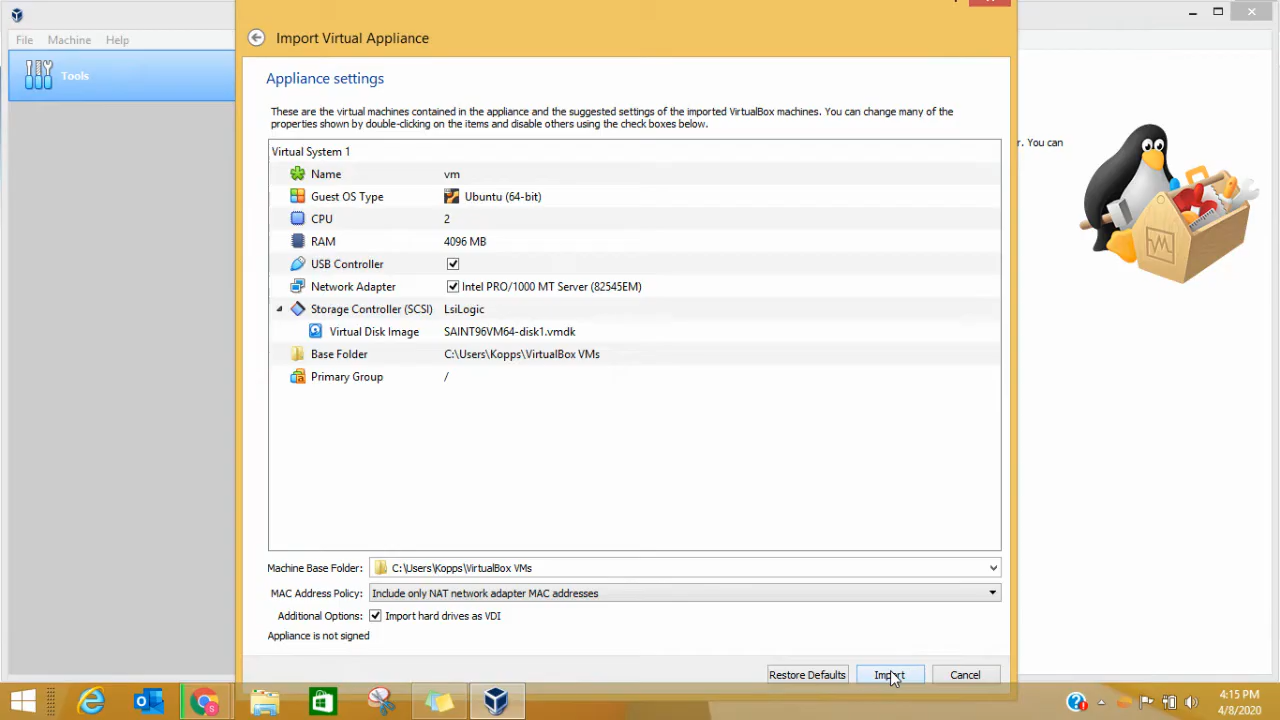 File Machine Help
Tools
Import Virtual Appliance
Appliance settings
These are the virtual machines contained in the appliance and the suggested settings of the imported VirtualBox machines. You can change many of the
properties shown by double-clicking on the items and disable others using the check boxes below.
r. You can
Virtual System 1
Name vm
Guest OS Type Ubuntu (64-bit)
CPU 2
RAM 4096 MB
USB Controller
Network Adapter Intel PRO/1000 MT Server (82545EM)
Storage Controller (SCSI) LsiLogic
Virtual Disk Image SAINT96VM64-disk1.vmdk
Base Folder C:\Users\Kopps\VirtualBox VMs
Primary Group /
Machine Base Folder: C:\Users\Kopps\VirtualBox VMs
MAC Address Policy: Include only NAT network adapter MAC addresses
Additional Options: Import hard drives as VDI
Appliance is not signed
Restore Defaults Import Cancel
4:15 PM
4/8/2020